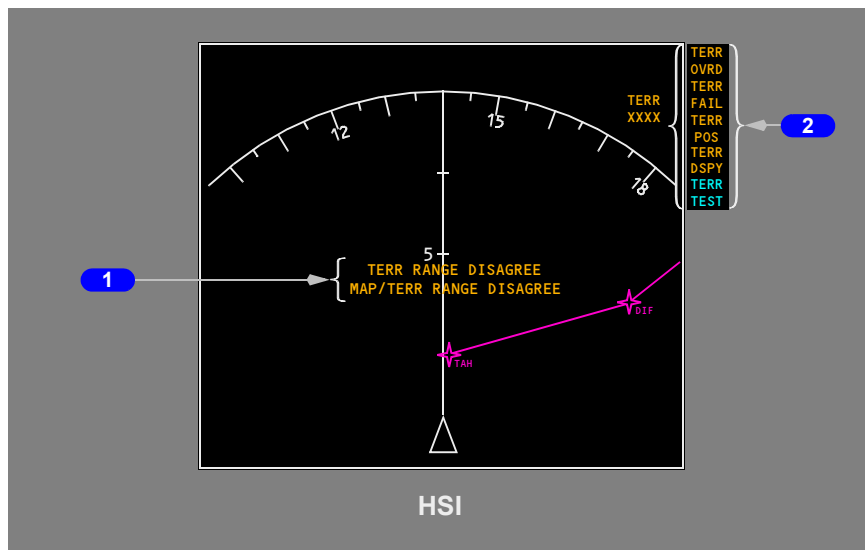 TERR
OVRD
TERR
FAIL
TERR
POS
TERR
DSPY
TERR
TEST
TERR
XXXX
12
15
18
2
5
1
TERR RANGE DISAGREE
MAP/TERR RANGE DISAGREE
DIF
TAH
HSI